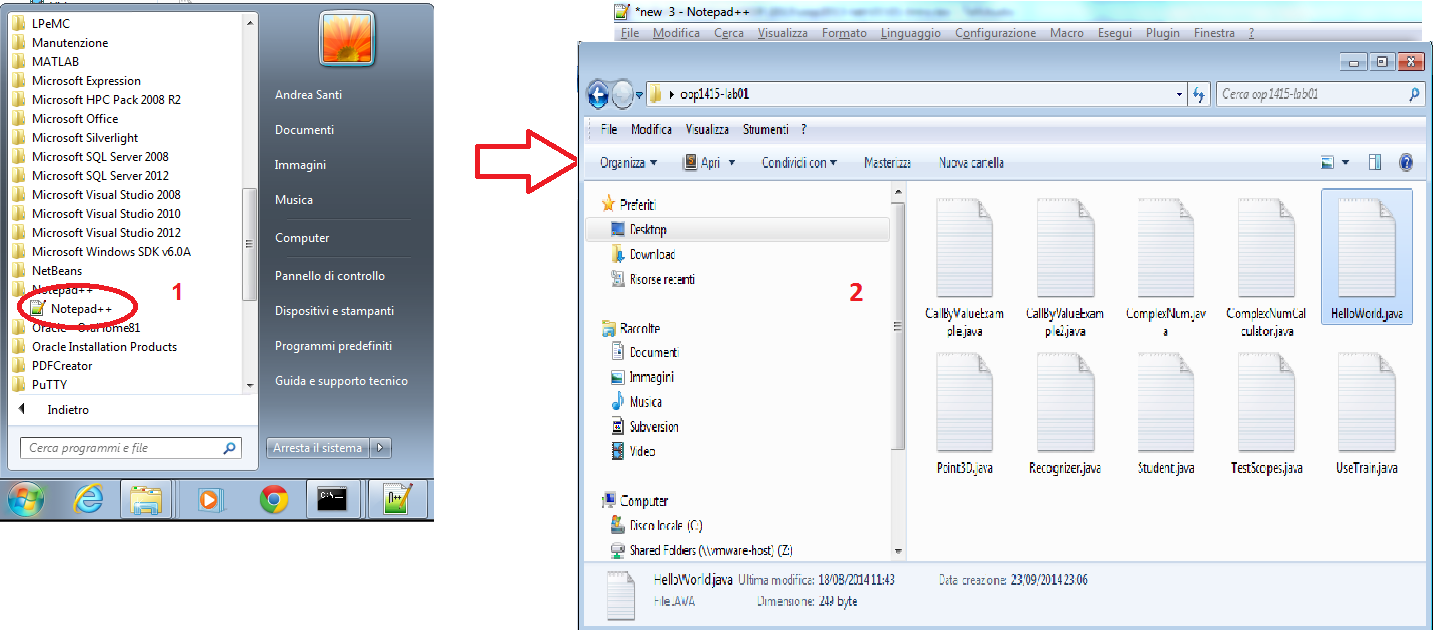 LPeMC
Manutenzione
MATLAB
Microsoft Expression
Microsoft HPC Pack 2008 R2
Microsoft Office
Microsoft Silverlight
Microsoft SQL Server 2008
Microsoft SQL Server 2012
Microsoft Visual Studio 2008
Microsoft Visual Studio 2010
Microsoft Visual Studio 2012
Microsoft Windows SDK v6.0A
NetBeans
Notepad++
Notepad++
Oracle - OraHome81
Oracle Installation Products
PDFCreator
PuTTY
Indietro
Cerca programmi e file
1
Andrea Santi
Documenti
Immagini
Musica
Computer
Pannello di controllo
Dispositivi e stampanti
Programmi predefiniti
Guida e supporto tecnico
Arresta il sistema
C:\_
N++
*new 3 - Notepad++
File Modifica Cerca Visualizza Formato Linguaggio Configurazione Macro Esegui Plugin Finestra ?
oop1415-lab01
Cerca oop1415-lab01
File Modifica Visualizza Strumenti ?
Organizza Apri Condividi con Masterizza Nuova cartella
Preferiti
Desktop
Download
Risorse recenti
Raccolte
Documenti
Immagini
Musica
Subversion
Video
Computer
Disco locale (C:)
Shared Folders (\\vmware-host) (Z:)
2
CallByValueExam
ple.java
CallByValueExam
ple2.java
ComplexNum.jav
a
ComplexNumCal
culator.java
HelloWorld.java
Point3D.java
Recognizer.java
Student.java
TestScopes.java
UseTrain.java
HelloWorld.java Ultima modifica: 18/08/2014 11:43 Data creazione: 23/09/2014 23:06
File JAVA Dimensione: 249 byte